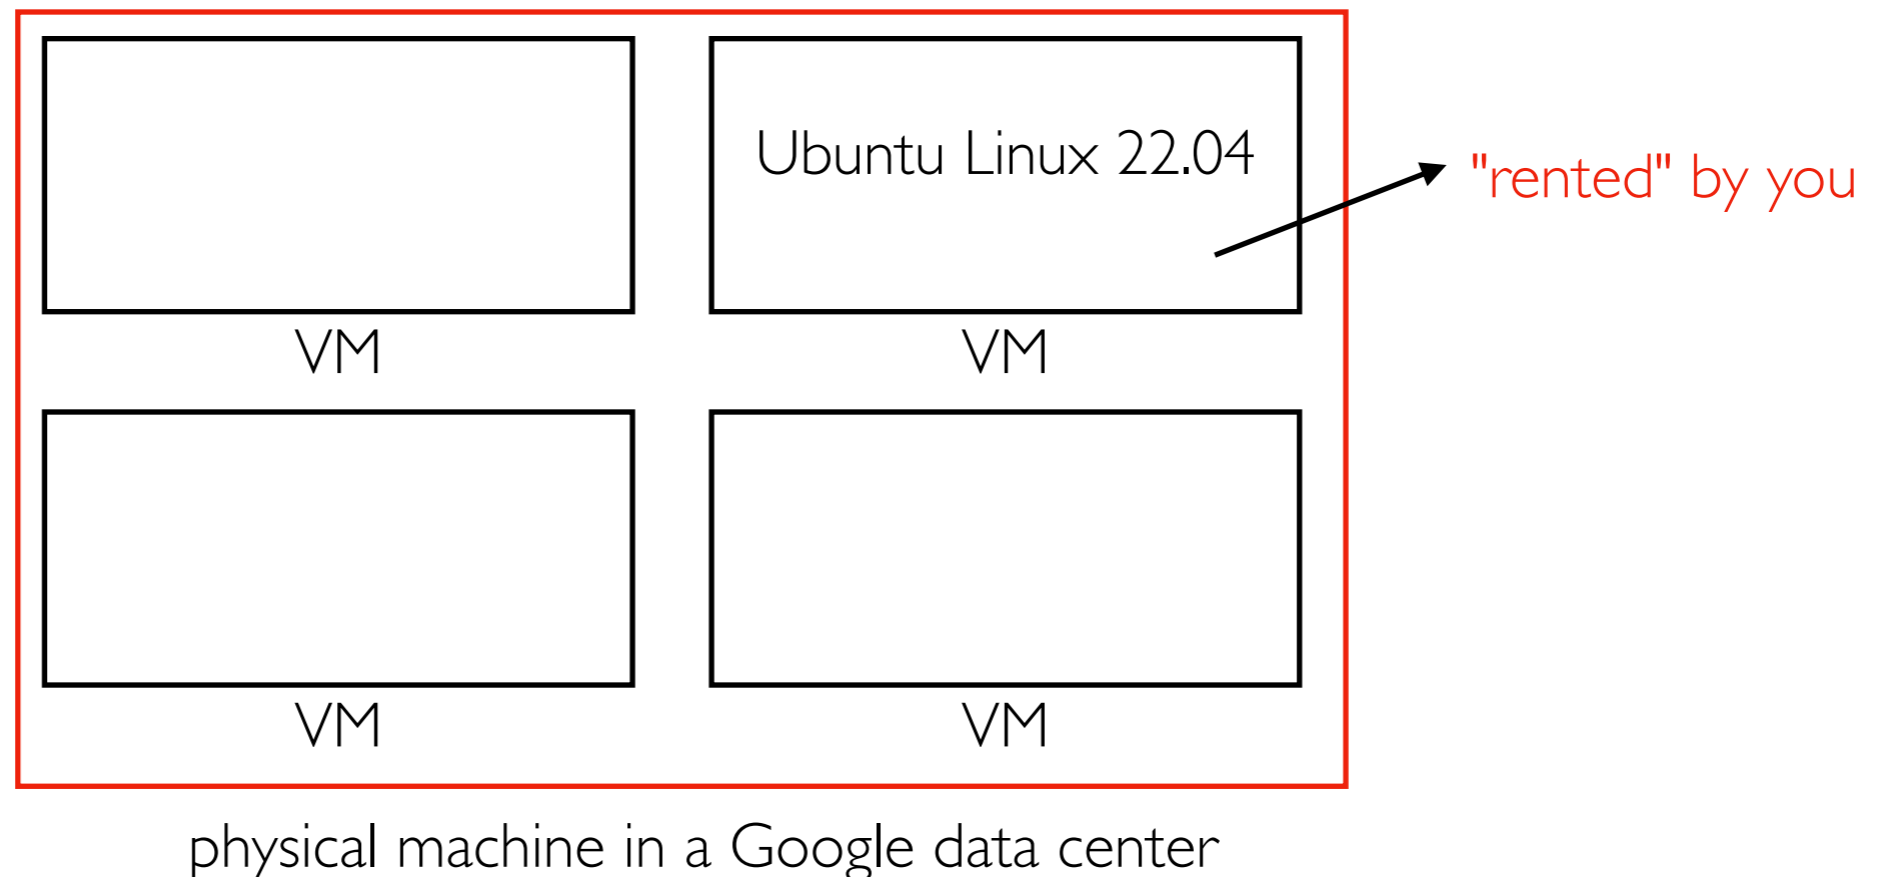 Ubuntu Linux 22.04
"rented" by you
VM
VM
VM
VM
physical machine in a Google data center